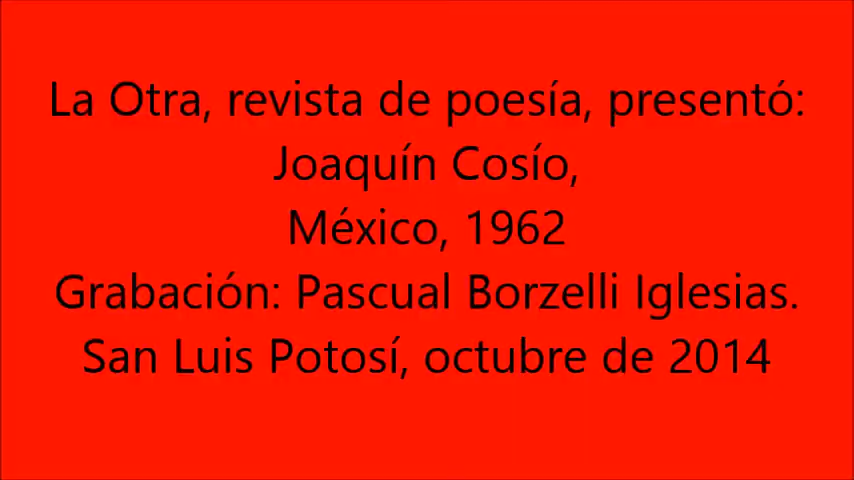 La Otra, revista de poesía, presentó:
Joaquín Cosío,
México, 1962
Grabación: Pascual Borzelli Iglesias.
San Luis Potosí, octubre de 2014